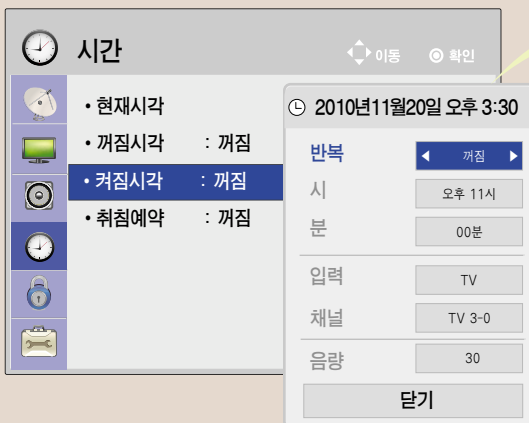 시간
이동 확인
• 현재시각
• 꺼짐시각 : 꺼짐
• 켜짐시각 : 꺼짐
• 취침예약 : 꺼짐
2010년11월20일 오후 3:30
반복 ◀ 꺼짐 ▶
시 오후 11시
분 00분
입력 TV
채널 TV 3-0
음량 30
닫기